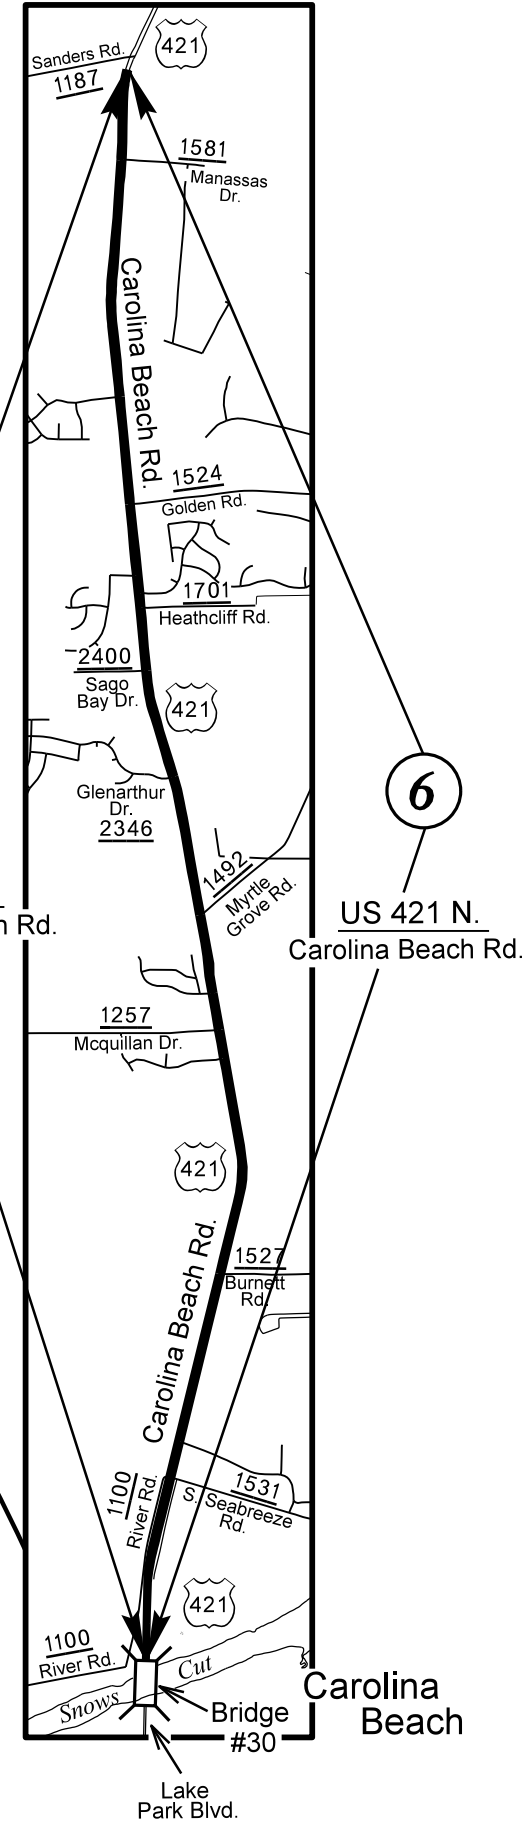 Sanders Rd.
1187
421
1581
Manassas
Dr.
Carolina Beach Rd.
1524
Golden Rd.
1701
Heathcliff Rd.
2400
Sago
Bay Dr.
421
Glenarthur
Dr.
2346
6
1492
Myrtle
Grove Rd.
US 421 N.
Carolina Beach Rd.
Rd.
1257
Mcquillan Dr.
421
Carolina Beach Rd.
1527
Burnett
Rd.
1100
River Rd.
1531
S. Seabreeze
Rd.
421
1100
River Rd.
Snows Cut
Carolina
Beach
Bridge
#30
Lake
Park Blvd.